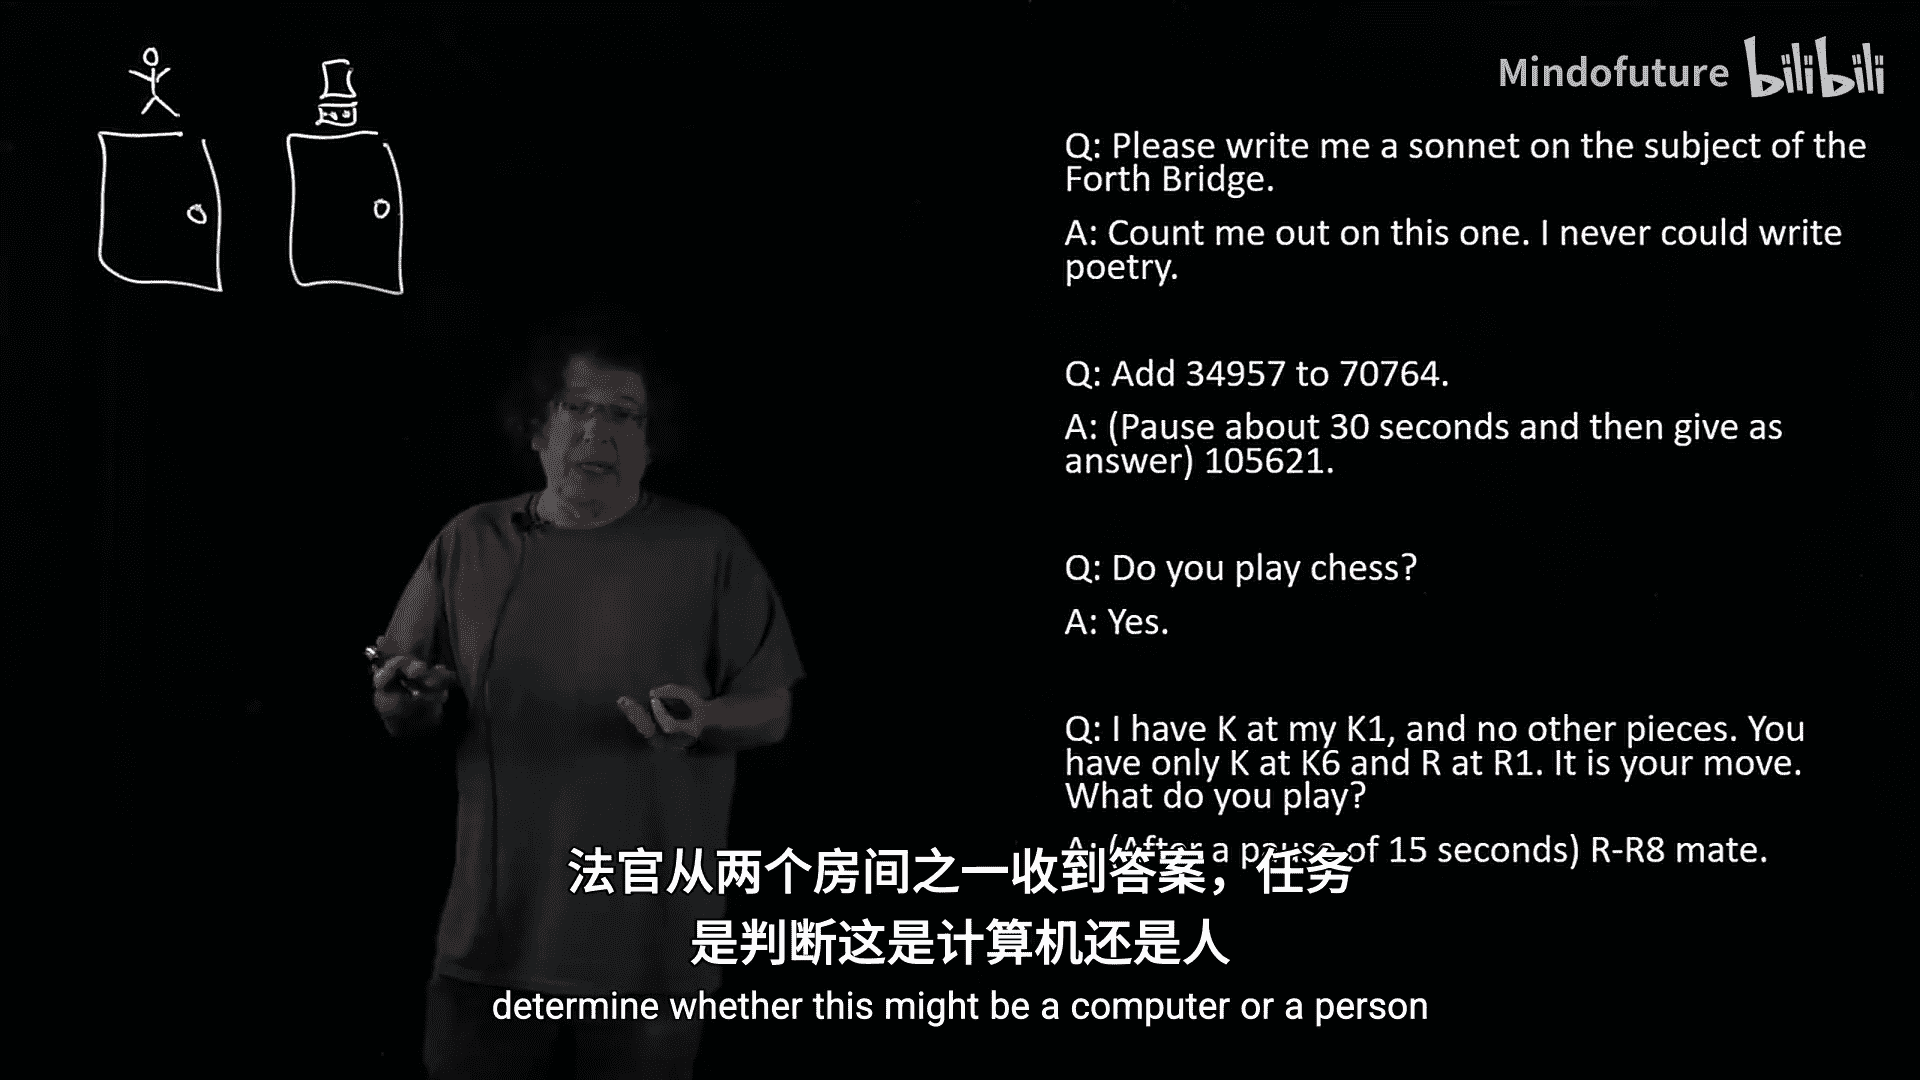 Mindofuture bilibili
Q: Please write me a sonnet on the subject of the
Forth Bridge.
A: Count me out on this one. I never could write
poetry.
Q: Add 34957 to 70764.
A: (Pause about 30 seconds and then give as
answer) 105621.
Q: Do you play chess?
A: Yes.
Q: I have K at my K1, and no other pieces. You
have only K at K6 and R at R1. It is your move.
What do you play?
A: (After a pause of 15 seconds) R-R8 mate.
法官从两个房间之一收到答案，任务
是判断这是计算机还是人
determine whether this might be a computer or a person